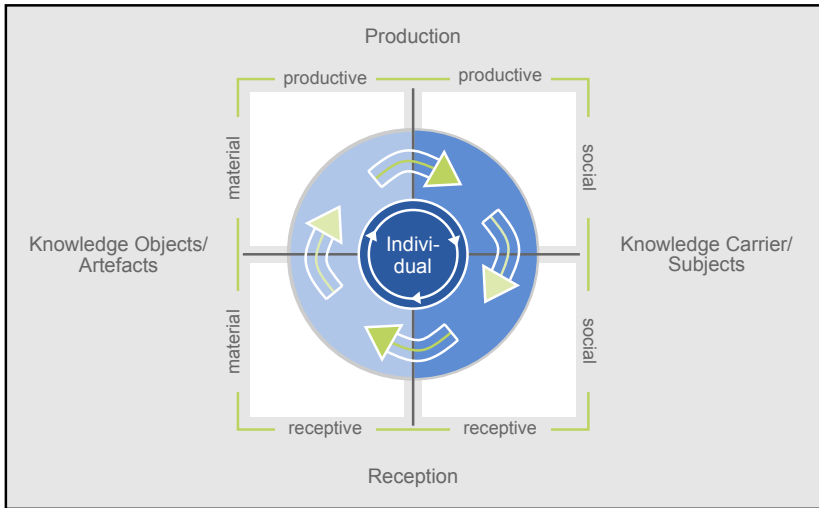 Production
productive
productive
material
social
Knowledge Objects/
Artefacts
Indivi-
dual
Knowledge Carrier/
Subjects
material
social
receptive
receptive
Reception